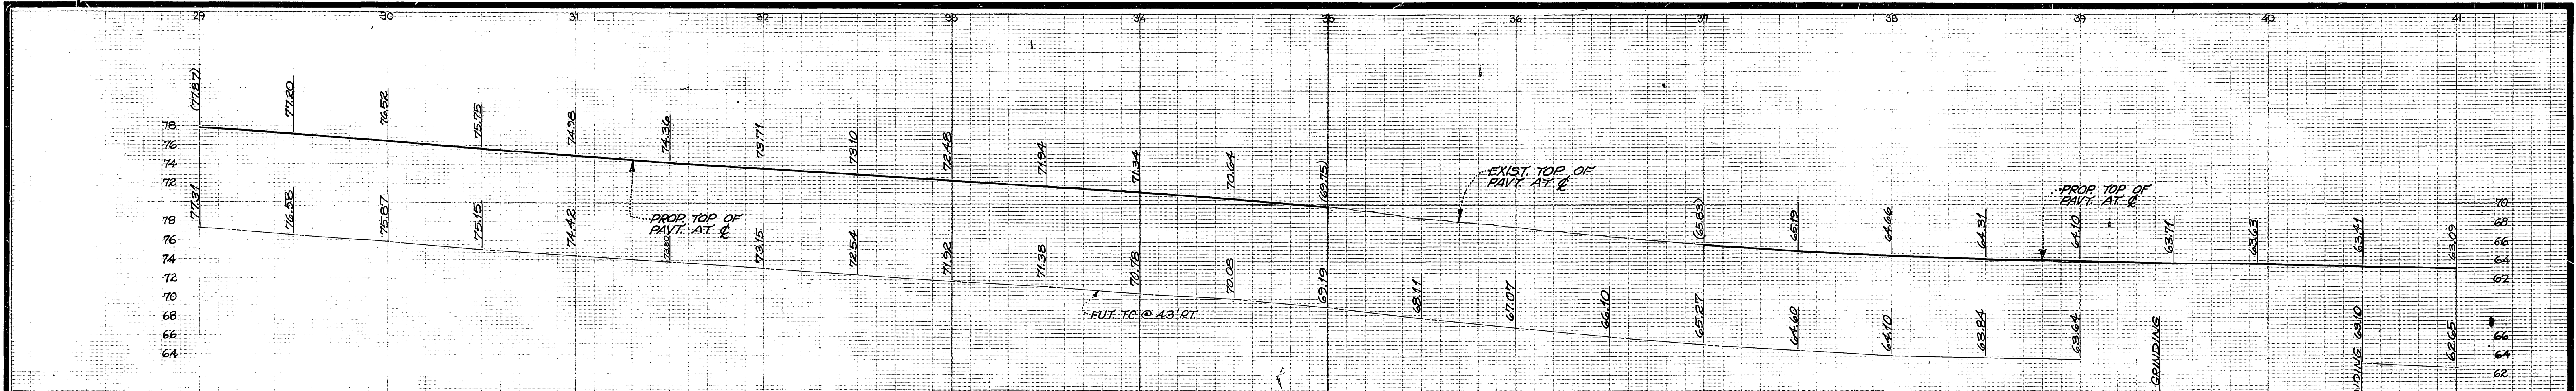 29 30 31 32 33 34 35 36 37 38 39 40 41
(77.87) 77.20 76.52 75.75 74.98 74.36 73.71 73.10 72.48 71.94 71.34 70.64 (69.75)
(65.83) 65.19 64.66 64.31 64.10 63.71 63.63 63.41 63.09
78
76
74
72
EXIST. TOP OF
PAVT. AT ℄
PROP. TOP OF
PAVT. AT ℄
PROP. TOP OF
PAVT. AT ℄
77.31 76.58 75.87 75.15 74.42 73.80 73.15 72.54 71.92 71.38 70.78 70.08 69.19 68.11 67.07 66.10 65.27 64.60 64.10 63.84 63.64
78
76
74
72
70
68
66
64
FUT. TC @ 43' RT.
70
68
66
64
62
GRINDING
63.10 62.65
66
64
62